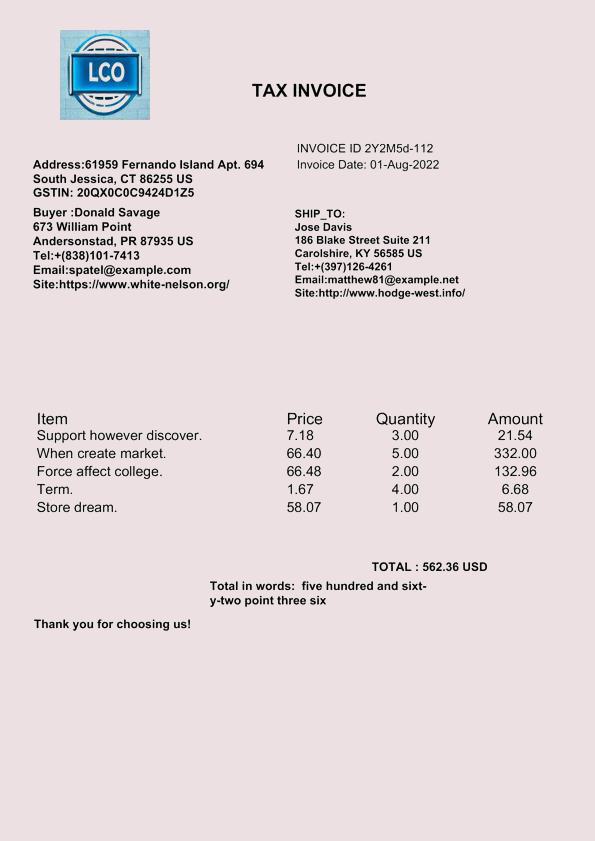 LCO
TAX INVOICE
INVOICE ID 2Y2M5d-112
Invoice Date: 01-Aug-2022
Address:61959 Fernando Island Apt. 694
South Jessica, CT 86255 US
GSTIN: 20QX0C0C9424D1Z5
Buyer :Donald Savage
673 William Point
Andersonstad, PR 87935 US
Tel:+(838)101-7413
Email:spatel@example.com
Site:https://www.white-nelson.org/
SHIP_TO:
Jose Davis
186 Blake Street Suite 211
Carolshire, KY 56585 US
Tel:+(397)126-4261
Email:matthew81@example.net
Site:http://www.hodge-west.info/
Item Price Quantity Amount
Support however discover. 7.18 3.00 21.54
When create market. 66.40 5.00 332.00
Force affect college. 66.48 2.00 132.96
Term. 1.67 4.00 6.68
Store dream. 58.07 1.00 58.07
TOTAL : 562.36 USD
Total in words:  five hundred and sixt-
y-two point three six
Thank you for choosing us!